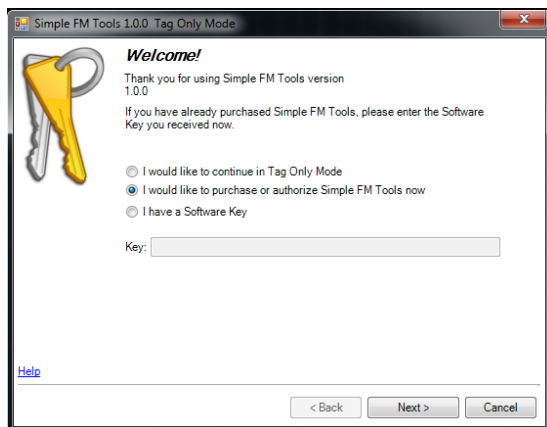 Simple FM Tools 1.0.0 Tag Only Mode
Welcome!
Thank you for using Simple FM Tools version
1.0.0
If you have already purchased Simple FM Tools, please enter the Software
Key you received now.
I would like to continue in Tag Only Mode
I would like to purchase or authorize Simple FM Tools now
I have a Software Key
Key:
Help
< Back Next > Cancel